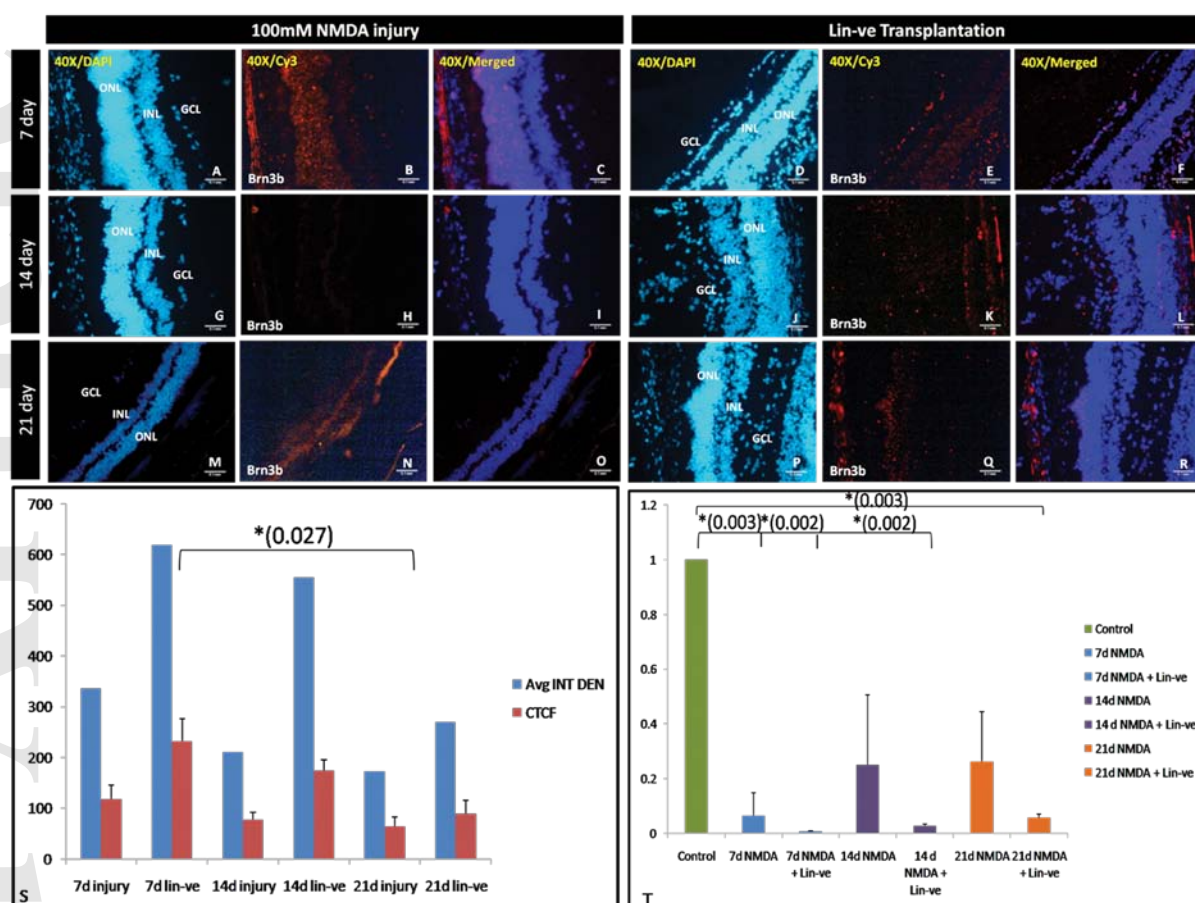 100mM NMDA injury
Lin-ve Transplantation
7 day
40X/DAPI
ONL
INL
GCL
A
40X/Cy3
Brn3b
B
40X/Merged
C
40X/DAPI
GCL
INL
ONL
D
40X/Cy3
Brn3b
E
40X/Merged
F
14 day
ONL
INL
GCL
G
Brn3b
H
I
ONL
INL
GCL
J
Brn3b
K
L
21 day
GCL
INL
ONL
M
Brn3b
N
O
ONL
INL
GCL
P
Brn3b
Q
R
700
600
500
400
300
200
100
0
*(0.027)
Avg INT DEN
CTCF
7d injury
7d lin-ve
14d injury
14d lin-ve
21d injury
21d lin-ve
S
1.2
1
0.8
0.6
0.4
0.2
0
*(0.003)
*(0.003)
*(0.002)
*(0.002)
Control
7d NMDA
7d NMDA + Lin-ve
14d NMDA
14 d NMDA + Lin-ve
21d NMDA
21d NMDA + Lin-ve
Control
7d NMDA
7d NMDA
+ Lin-ve
14d NMDA
14 d
NMDA +
Lin-ve
21d NMDA
21d NMDA
+ Lin-ve
T